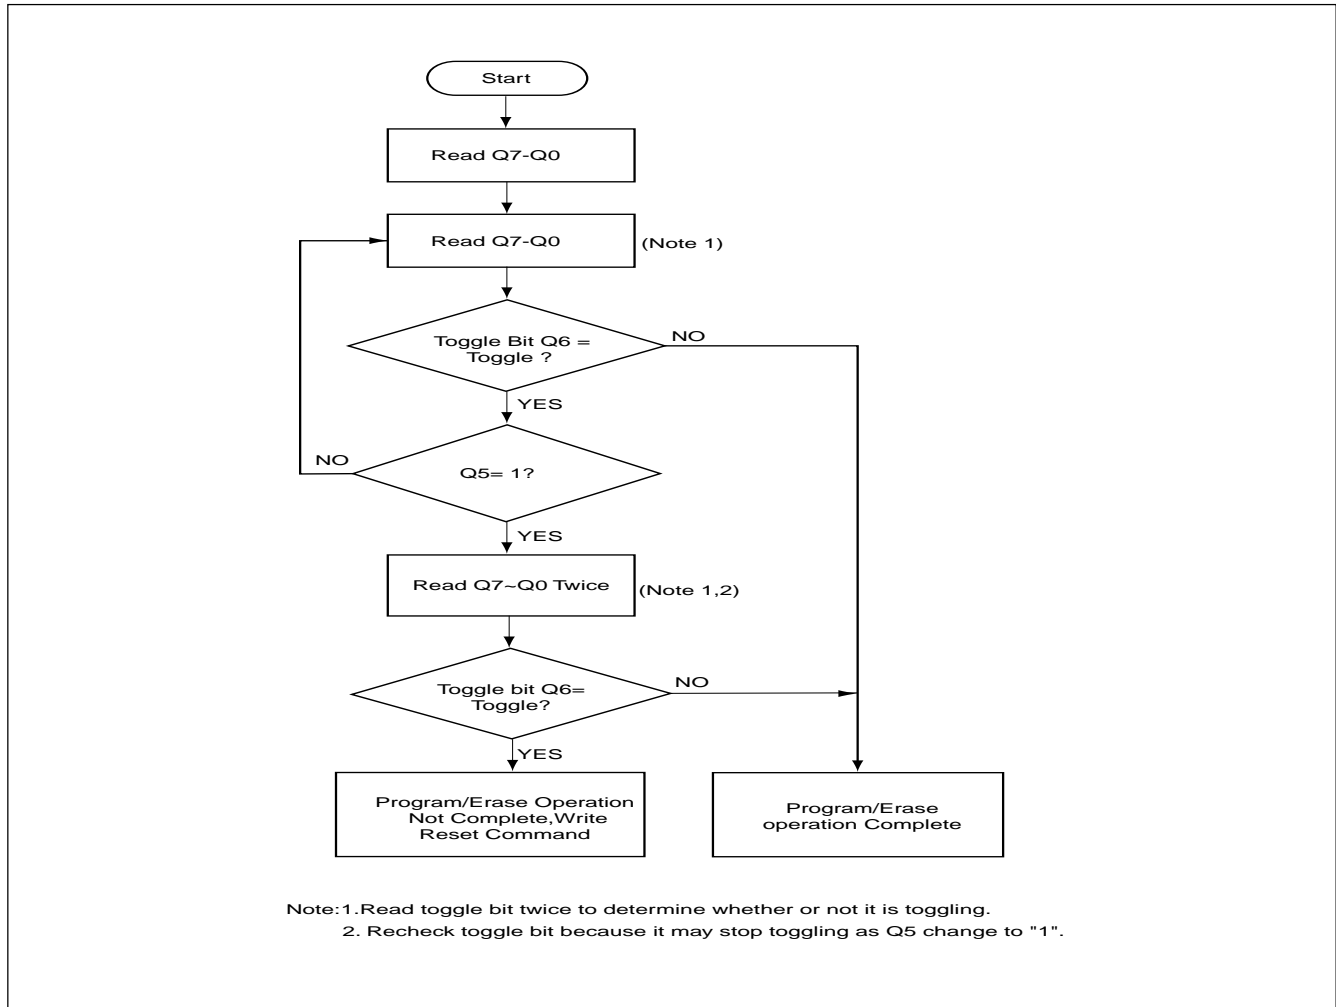 Start
Read Q7-Q0
Read Q7-Q0
(Note 1)
Toggle Bit Q6 =
Toggle ?
NO
YES
NO
Q5= 1?
YES
Read Q7~Q0 Twice
(Note 1,2)
Toggle bit Q6=
Toggle?
NO
YES
Program/Erase Operation
Not Complete,Write
Reset Command
Program/Erase
operation Complete
Note:1.Read toggle bit twice to determine whether or not it is toggling.
2. Recheck toggle bit because it may stop toggling as Q5 change to "1".